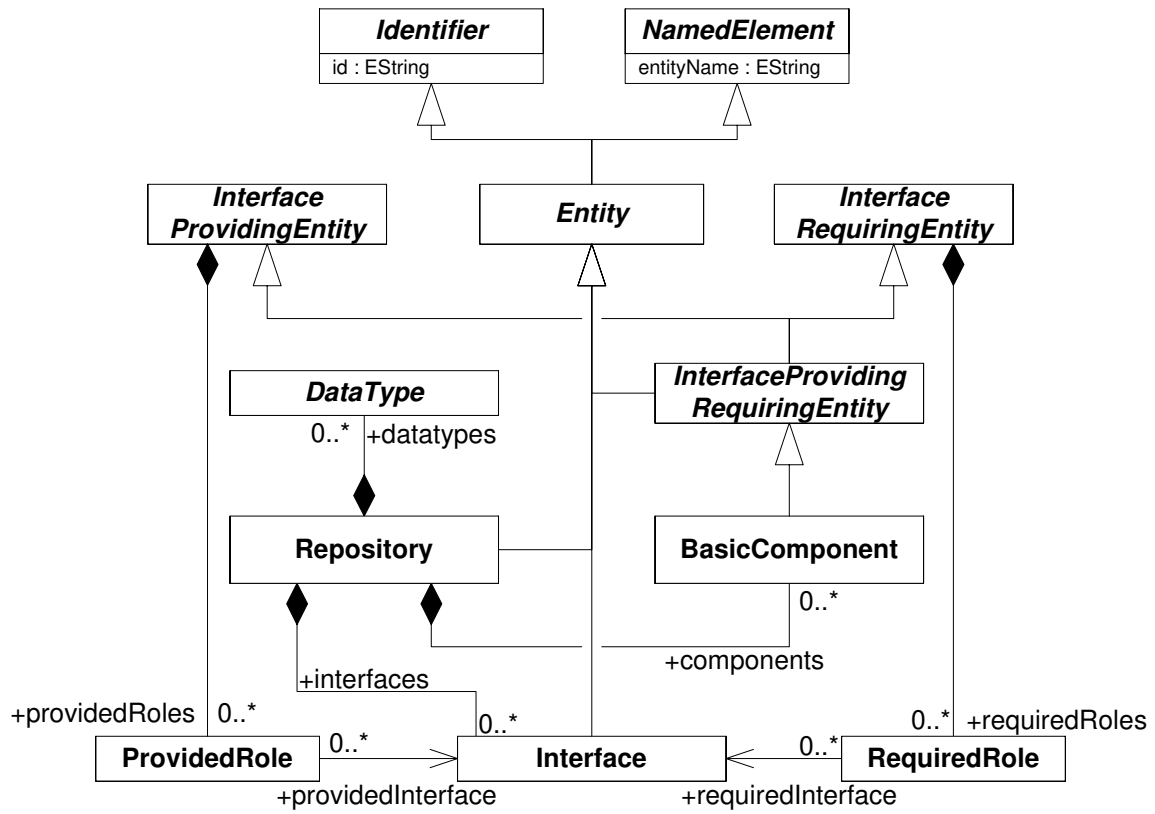 Identifier
id : EString
NamedElement
entityName : EString
Interface
ProvidingEntity
Entity
Interface
RequiringEntity
InterfaceProviding
RequiringEntity
DataType
0..*
+datatypes
Repository
BasicComponent
0..*
+components
+interfaces
0..*
+providedRoles
0..*
0..*
+requiredRoles
ProvidedRole
0..*
+providedInterface
Interface
0..*
+requiredInterface
RequiredRole